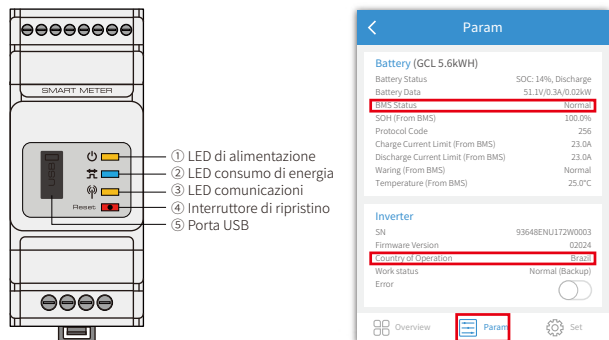 SMART METER
USB
Reset
① LED di alimentazione
② LED consumo di energia
③ LED comunicazioni
④ Interruttore di ripristino
⑤ Porta USB
Param
Battery (GCL 5.6kWH)
Battery Status SOC: 14%, Discharge
Battery Data 51.1V/0.3A/0.02kW
BMS Status Normal
SOH (From BMS) 100.0%
Protocol Code 256
Charge Current Limit (From BMS) 23.0A
Discharge Current Limit (From BMS) 23.0A
Waring (From BMS) Normal
Temperature (From BMS) 25.0°C
Inverter
SN 93648ENU172W0003
Firmware Version 02024
Country of Operation Brazil
Work status Normal (Backup)
Error
Overview Param Set